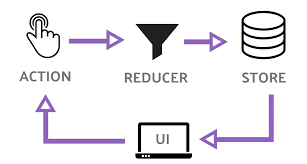 ACTION
REDUCER
STORE
UI